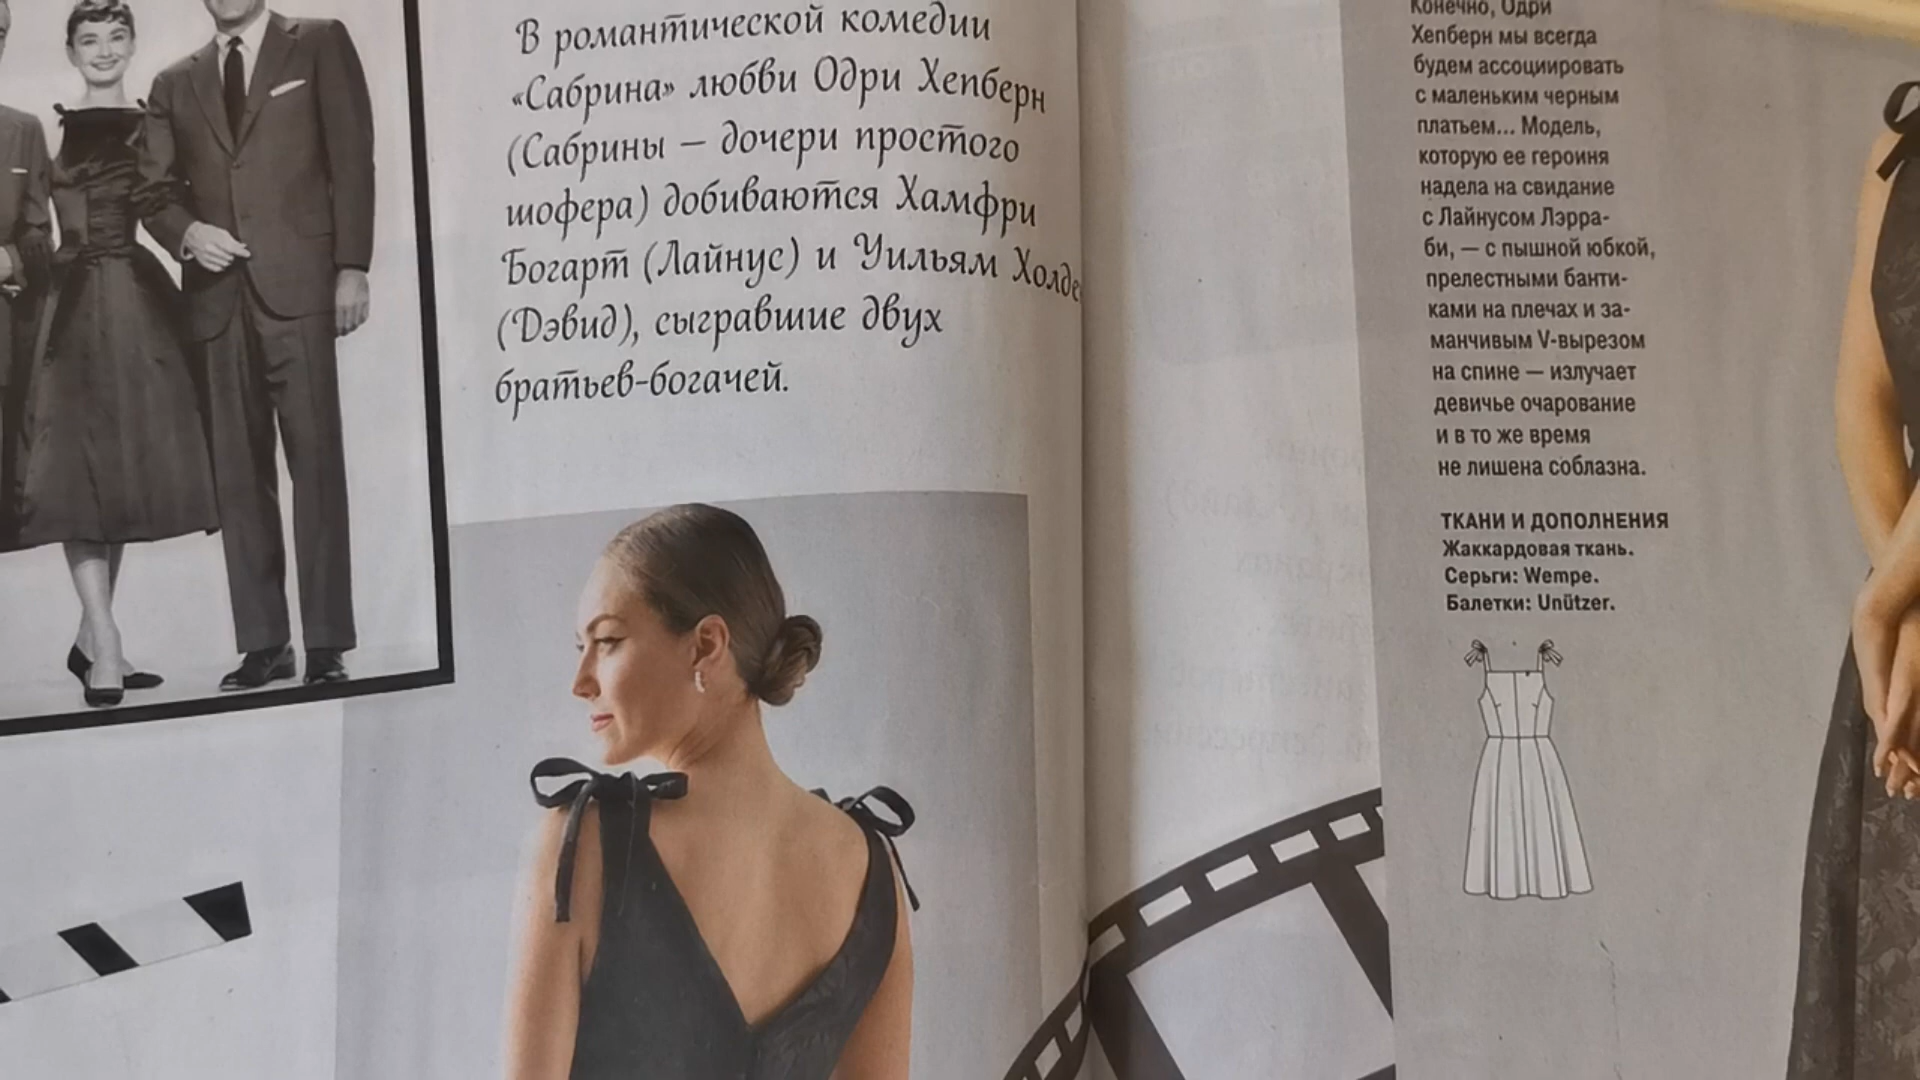 В романтической комедии
«Сабрина» любви Одри Хепберн
(Сабрины – дочери простого
шофера) добиваются Хамфри
Богарт (Лайнус) и Уильям
(Дэвид), сыгравшие двух
братьев-богачей.
Конечно, Одри
Хепберн мы всегда
будем ассоциировать
с маленьким черным
платьем... Модель,
которую ее героиня
надела на свидание
с Лайнусом Лэрра-
би, — с пышной юбкой,
прелестными банти-
ками на плечах и за-
манчивым V-вырезом
на спине — излучает
девичье очарование
и в то же время
не лишена соблазна.
ТКАНИ И ДОПОЛНЕНИЯ
Жаккардовая ткань.
Серьги: Wempe.
Балетки: Unützer.